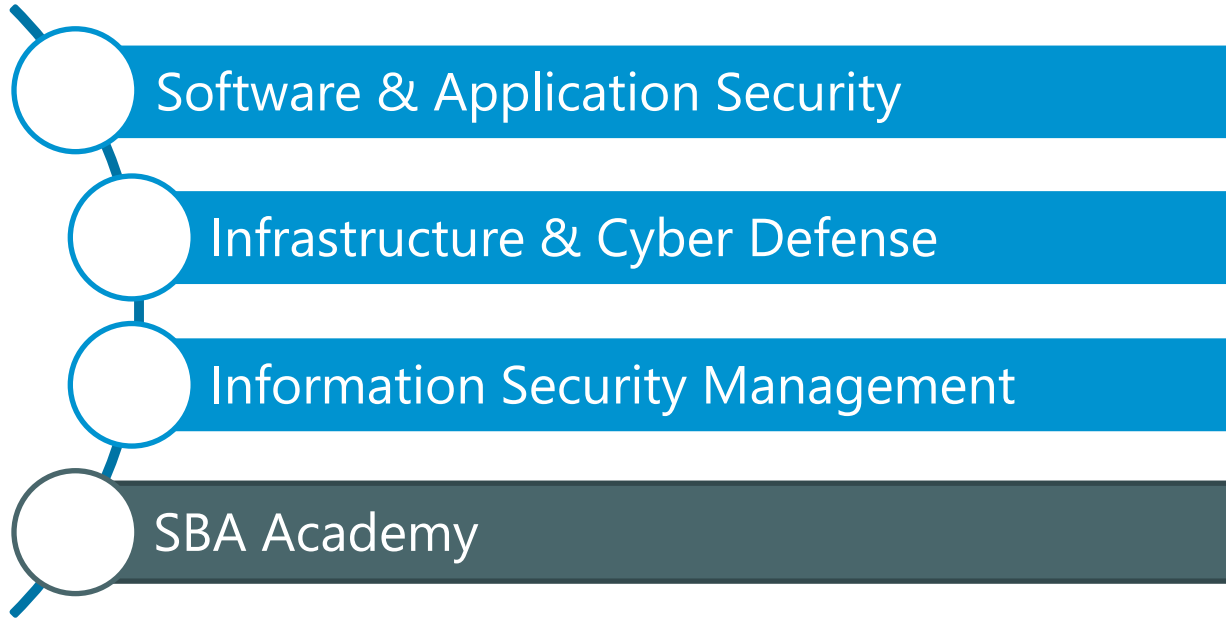 Software & Application Security
Infrastructure & Cyber Defense
Information Security Management
SBA Academy